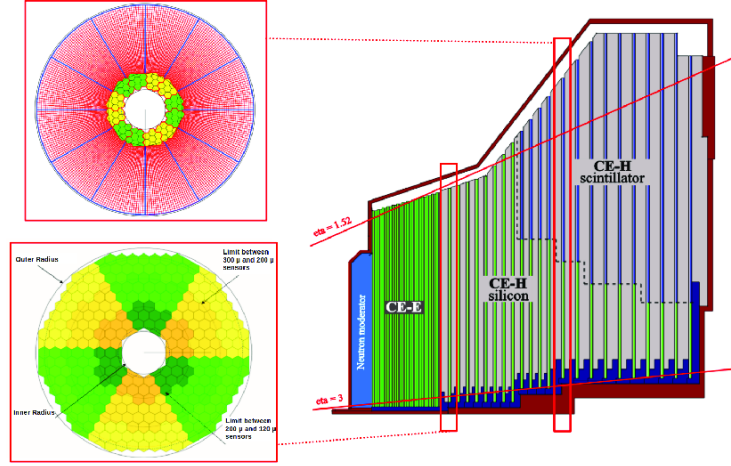 CE-H
scintillator
eta = 1.52
Outer Radius
Limit between
300 μ and 200 μ
sensors
CE-H
silicon
CE-E
Neutron moderator
eta = 3
Inner Radius
Limit between
200 μ and 120 μ
sensors